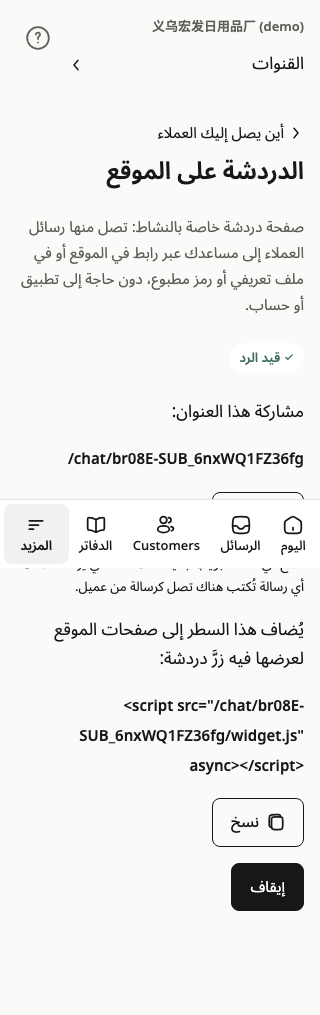 义乌宏发日用品厂 (demo)
القنوات
أين يصل إليك العملاء
الدردشة على الموقع
صفحة دردشة خاصة بالنشاط: تصل منها رسائل
العملاء إلى مساعدك عبر رابط في الموقع أو في
ملف تعريفي أو رمز مطبوع، دون حاجة إلى تطبيق
أو حساب.
قيد الرد
مشاركة هذا العنوان:
/chat/br08E-SUB_6nxWQ1FZ36fg
اليوم
الرسائل
Customers
الدفاتر
المزيد
أي رسالة تُكتب هناك تصل كرسالة من عميل.
يُضاف هذا السطر إلى صفحات الموقع
لعرضها فيه زرَّ دردشة:
<script src="/chat/br08E-
SUB_6nxWQ1FZ36fg/widget.js"
async></script>
نسخ
إيقاف